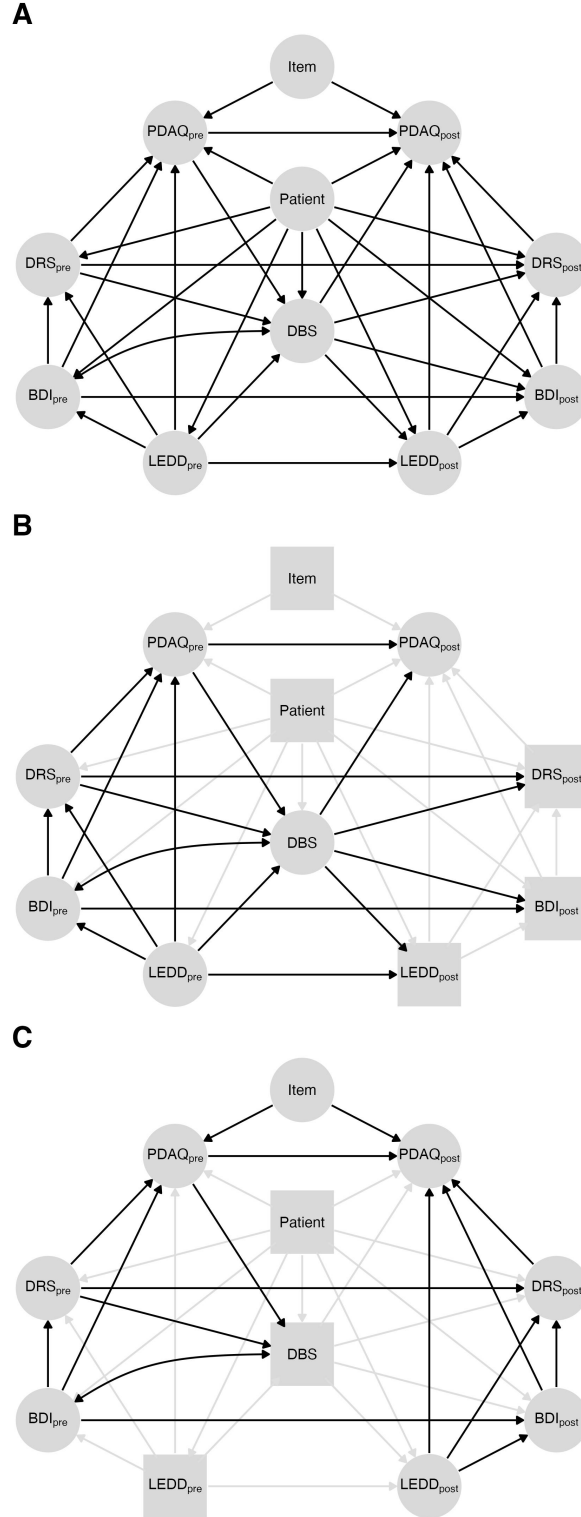 A
Item
PDAQpre
PDAQpost
Patient
DRSpre
DRSpost
DBS
BDIpre
BDIpost
LEDDpre
LEDDpost
B
Item
PDAQpre
PDAQpost
Patient
DRSpre
DRSpost
DBS
BDIpre
BDIpost
LEDDpre
LEDDpost
C
Item
PDAQpre
PDAQpost
Patient
DRSpre
DRSpost
DBS
BDIpre
BDIpost
LEDDpre
LEDDpost